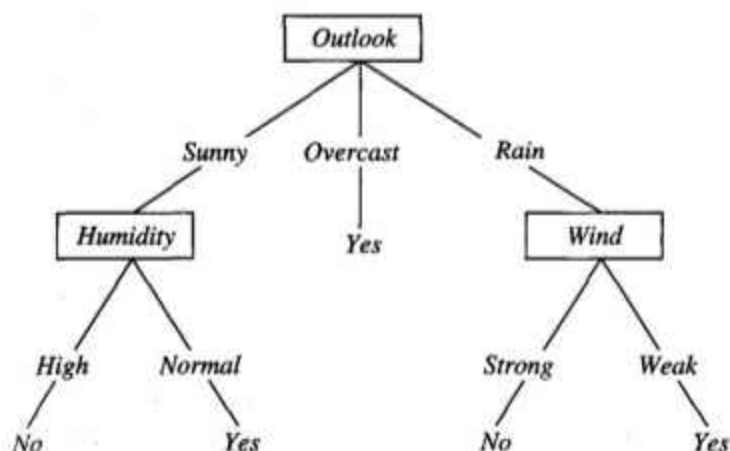 Outlook
Sunny Overcast Rain
Humidity Yes Wind
High Normal Strong Weak
No Yes No Yes